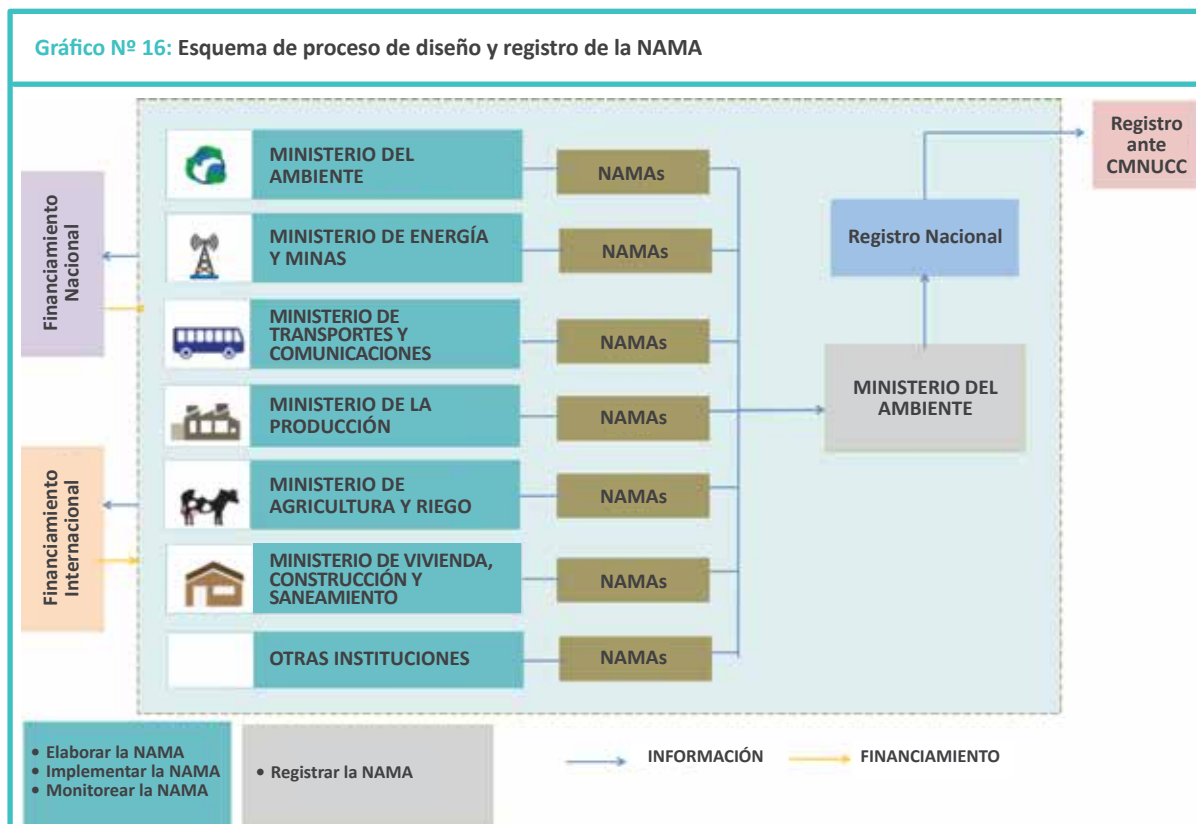 Gráfico Nº 16: Esquema de proceso de diseño y registro de la NAMA
Financiamiento
Nacional
Financiamiento
Internacional
MINISTERIO DEL
AMBIENTE
NAMAs
MINISTERIO DE ENERGÍA
Y MINAS
NAMAs
MINISTERIO DE
TRANSPORTES Y
COMUNICACIONES
NAMAs
MINISTERIO DE LA
PRODUCCIÓN
NAMAs
MINISTERIO DE
AGRICULTURA Y RIEGO
NAMAs
MINISTERIO DE VIVIENDA,
CONSTRUCCIÓN Y
SANEAMIENTO
NAMAs
OTRAS INSTITUCIONES
NAMAs
MINISTERIO DEL
AMBIENTE
Registro Nacional
Registro
ante
CMNUCC
• Elaborar la NAMA
• Implementar la NAMA
• Monitorear la NAMA
• Registrar la NAMA
INFORMACIÓN
FINANCIAMIENTO